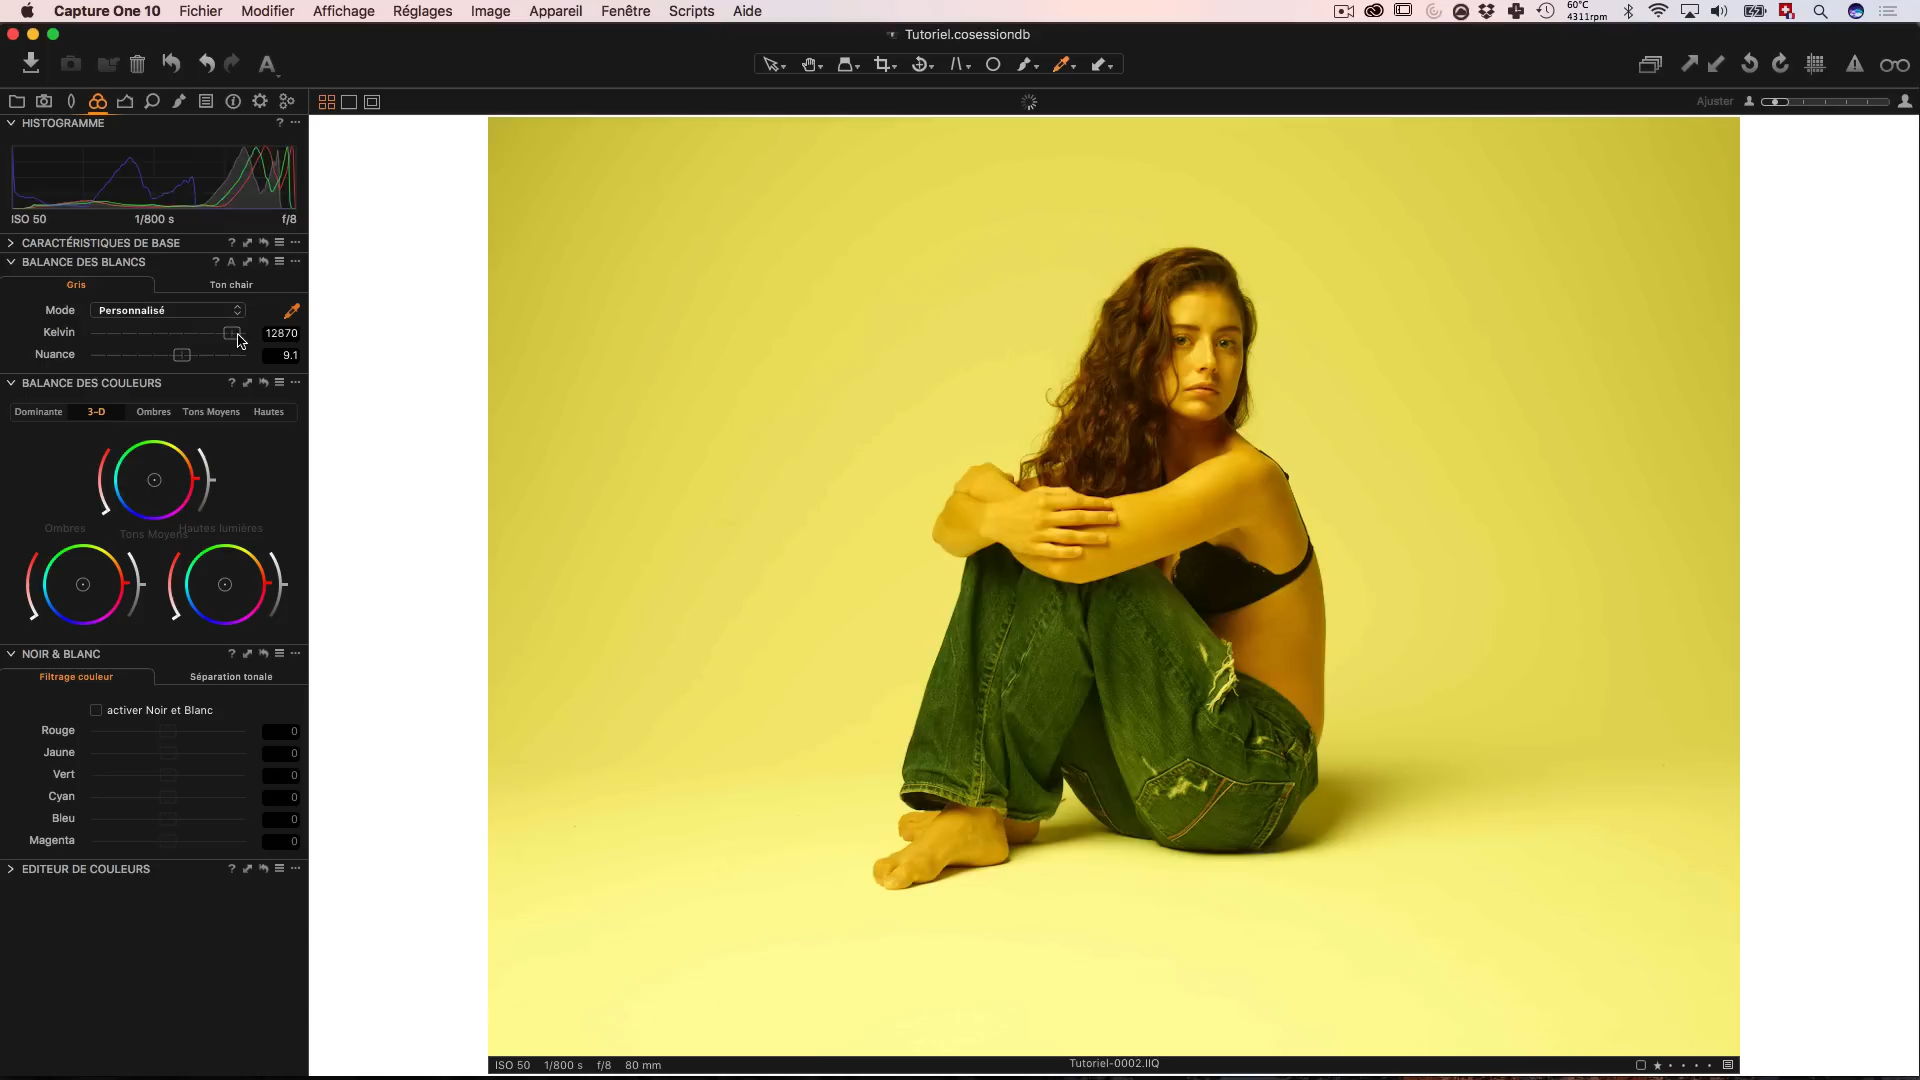 Capture One 10 Fichier Modifier Affichage Réglages Image Appareil Fenêtre Scripts Aide
60°C
4311rpm
Tutoriel.cosessiondb
Ajuster
HISTOGRAMME
ISO 50 1/800 s f/8
CARACTÉRISTIQUES DE BASE
BALANCE DES BLANCS
Gris Ton chair
Mode Personnalisé
Kelvin 12870
Nuance 9.1
BALANCE DES COULEURS
Dominante 3-D Ombres Tons Moyens Hautes
Ombres Tons Moyens Hautes lumières
NOIR & BLANC
Filtrage couleur Séparation tonale
activer Noir et Blanc
Rouge 0
Jaune 0
Vert 0
Cyan 0
Bleu 0
Magenta 0
EDITEUR DE COULEURS
ISO 50 1/800 s f/8 80 mm
Tutoriel-0002.IIQ